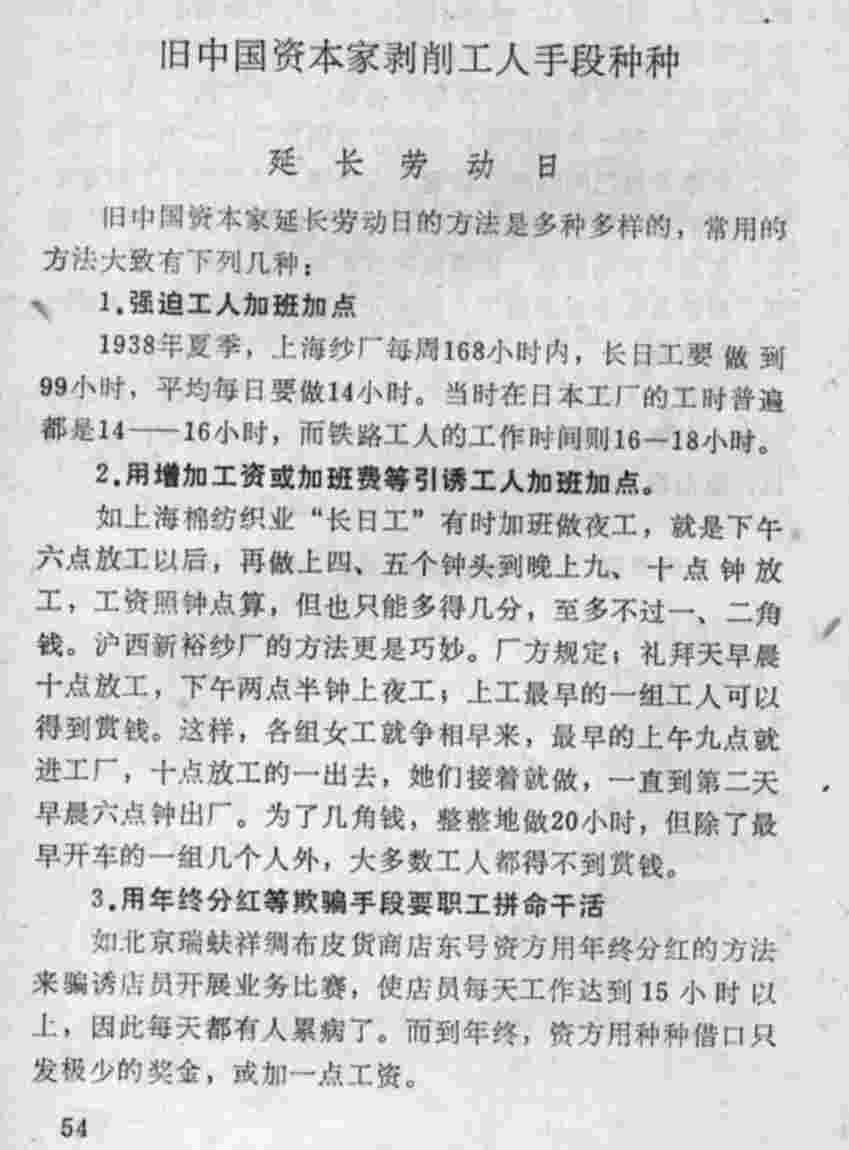 旧中国资本家剥削工人手段种种
延长劳动日
旧中国资本家延长劳动日的方法是多种多样的，常用的
方法大致有下列几种：
1.强迫工人加班加点
1938年夏季，上海纱厂每周168小时内，长日工要做到
99小时，平均每日要做14小时。当时在日本工厂的工时普遍
都是14——16小时，而铁路工人的工作时间则16—18小时。
2.用增加工资或加班费等引诱工人加班加点。
如上海棉纺织业“长日工”有时加班做夜工，就是下午
六点放工以后，再做上四、五个钟头到晚上九、十点钟放
工，工资照钟点算，但也只能多得几分，至多不过一、二角
钱。沪西新裕纱厂的方法更是巧妙。厂方规定；礼拜天早晨
十点放工，下午两点半钟上夜工；上工最早的一组工人可以
得到赏钱。这样，各组女工就争相早来，最早的上午九点就
进工厂，十点放工的一出去，她们接着就做，一直到第二天
早晨六点钟出厂。为了几角钱，整整地做20小时，但除了最
早开车的一组几个人外，大多数工人都得不到赏钱。
3.用年终分红等欺骗手段要职工拼命干活
如北京瑞蚨祥绸布皮货商店东号资方用年终分红的方法
来骗诱店员开展业务比赛，使店员每天工作达到15小时以
上，因此每天都有人累病了。而到年终，资方用种种借口只
发极少的奖金，或加一点工资。
54